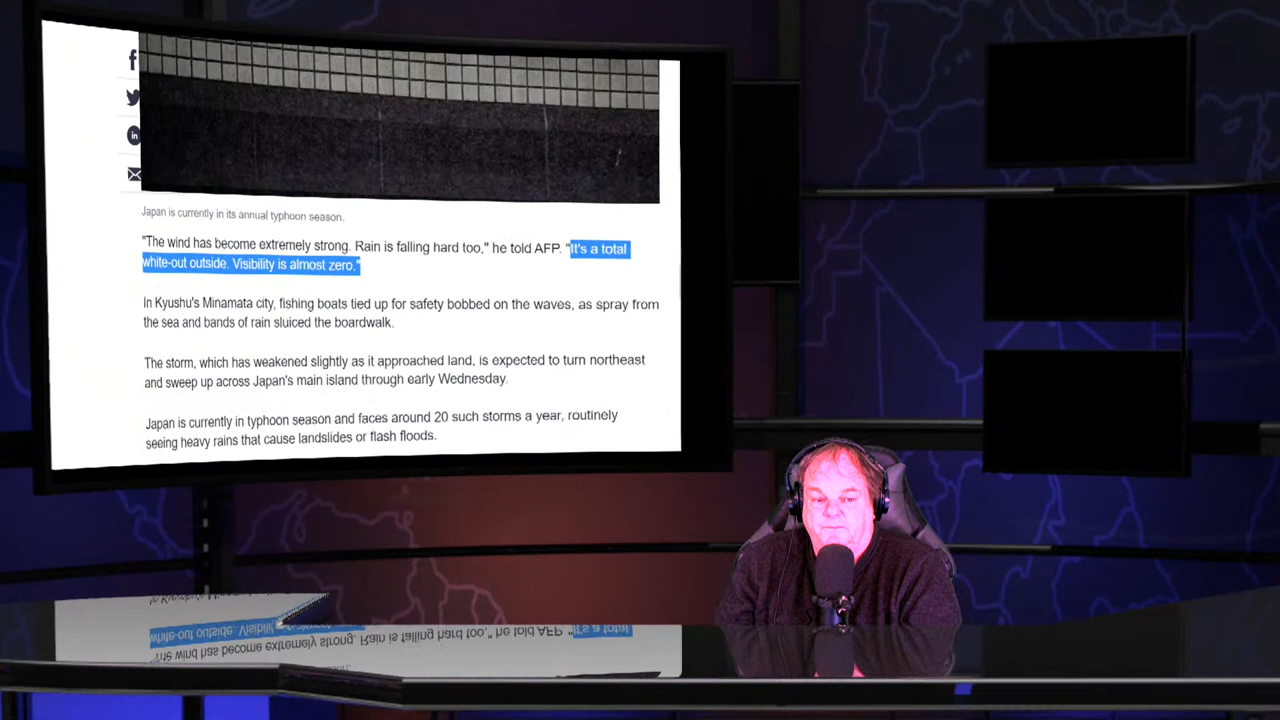 Japan is currently in its annual typhoon season.
"The wind has become extremely strong. Rain is falling hard too," he told AFP. "It's a total
white-out outside. Visibility is almost zero."
In Kyushu's Minamata city, fishing boats tied up for safety bobbed on the waves, as spray from
the sea and bands of rain sluiced the boardwalk.
The storm, which has weakened slightly as it approached land, is expected to turn northeast
and sweep up across Japan's main island through early Wednesday.
Japan is currently in typhoon season and faces around 20 such storms a year, routinely
seeing heavy rains that cause landslides or flash floods.